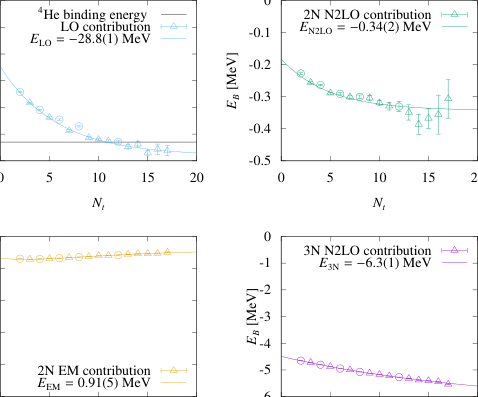 ⁴He binding energy
LO contribution
E_LO = −28.8(1) MeV
0 5 10 15 20
N_t
2N N2LO contribution
E_N2LO = −0.34(2) MeV
E_B [MeV]
0
-0.1
-0.2
-0.3
-0.4
-0.5
0 5 10 15 20
N_t
2N EM contribution
E_EM = 0.91(5) MeV
3N N2LO contribution
E_3N = −6.3(1) MeV
E_B [MeV]
0
-1
-2
-3
-4
-5
-6